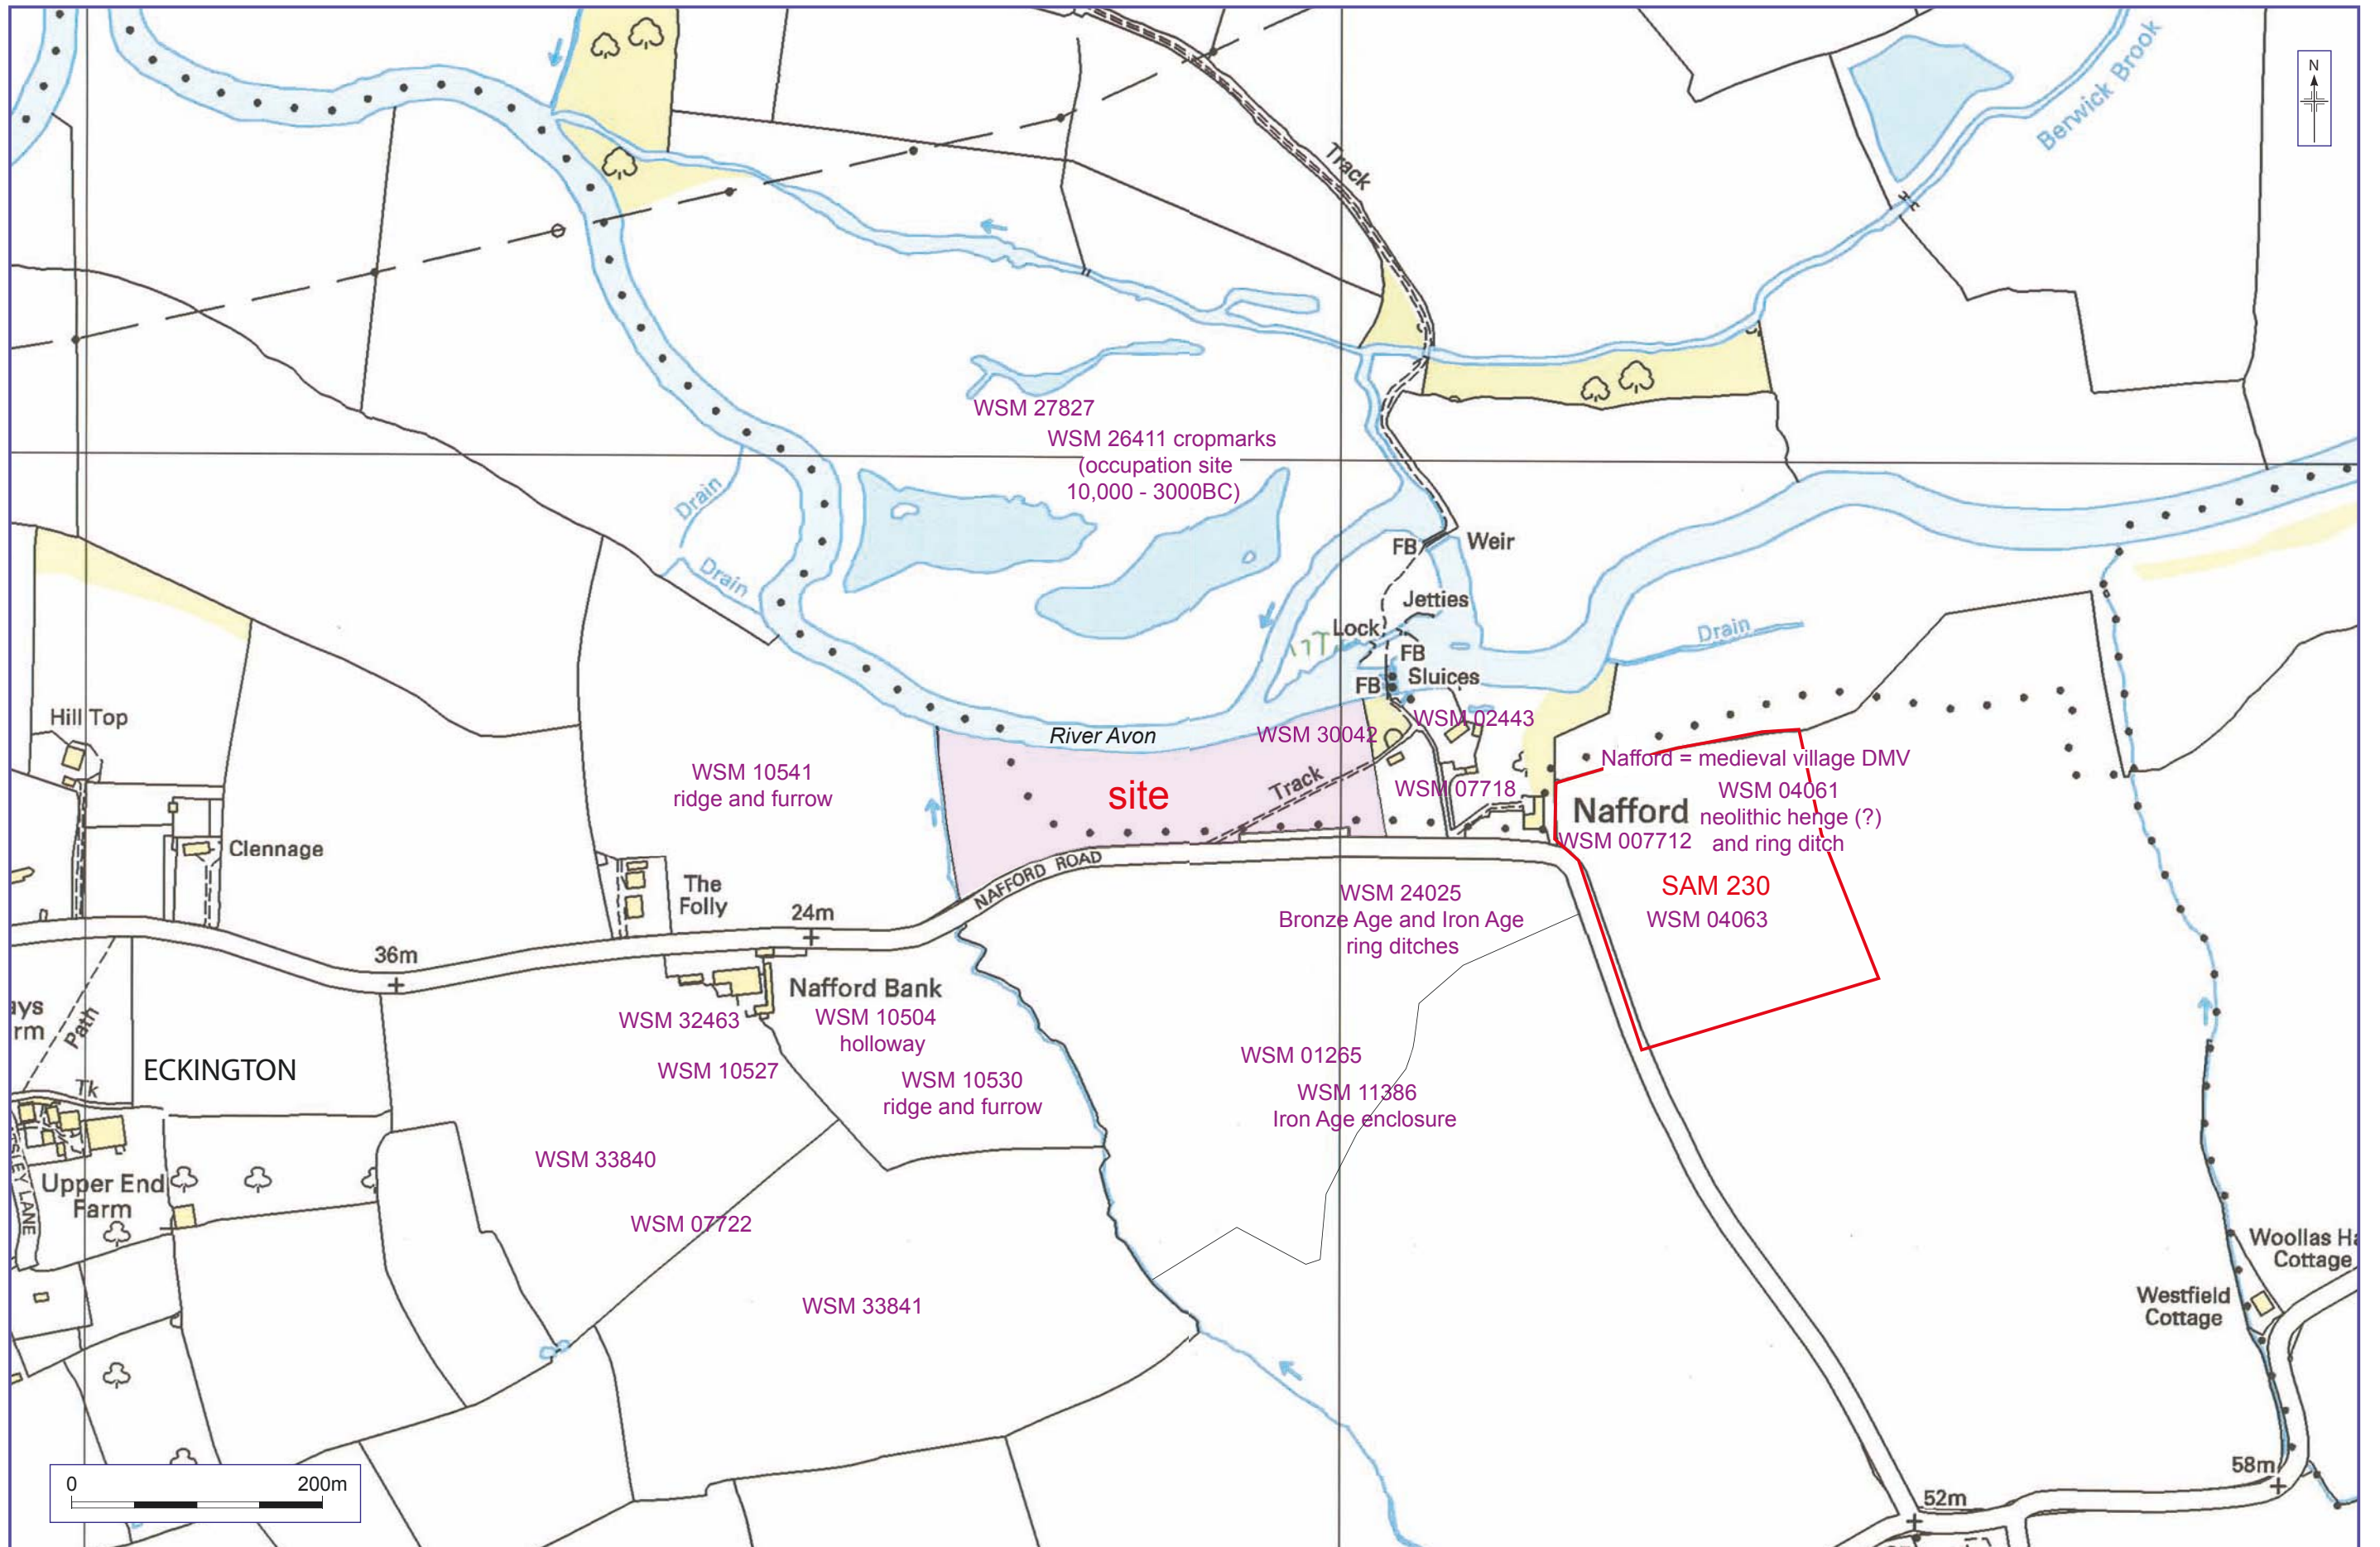 N
Berwick Brook
Track
WSM 27827
WSM 26411 cropmarks
(occupation site
10,000 - 3000BC)
Drain
Drain
FB
Weir
Jetties
Lock
FB
Sluices
FB
Drain
Hill Top
River Avon
WSM 30042
WSM 02443
WSM 10541
ridge and furrow
site
Track
WSM 07718
Nafford = medieval village DMV
WSM 04061
neolithic henge (?)
and ring ditch
Nafford
WSM 007712
SAM 230
WSM 04063
Clennage
The
Folly
NAFFORD ROAD
24m
36m
WSM 24025
Bronze Age and Iron Age
ring ditches
Nafford Bank
WSM 10504
holloway
WSM 32463
WSM 10527
WSM 10530
ridge and furrow
WSM 01265
WSM 11386
Iron Age enclosure
ays
rm
Path
ECKINGTON
Tk
WSM 33840
Upper End
Farm
SLEY LANE
WSM 07722
WSM 33841
Woollas Ha
Cottage
Westfield
Cottage
58m
52m
0 200m